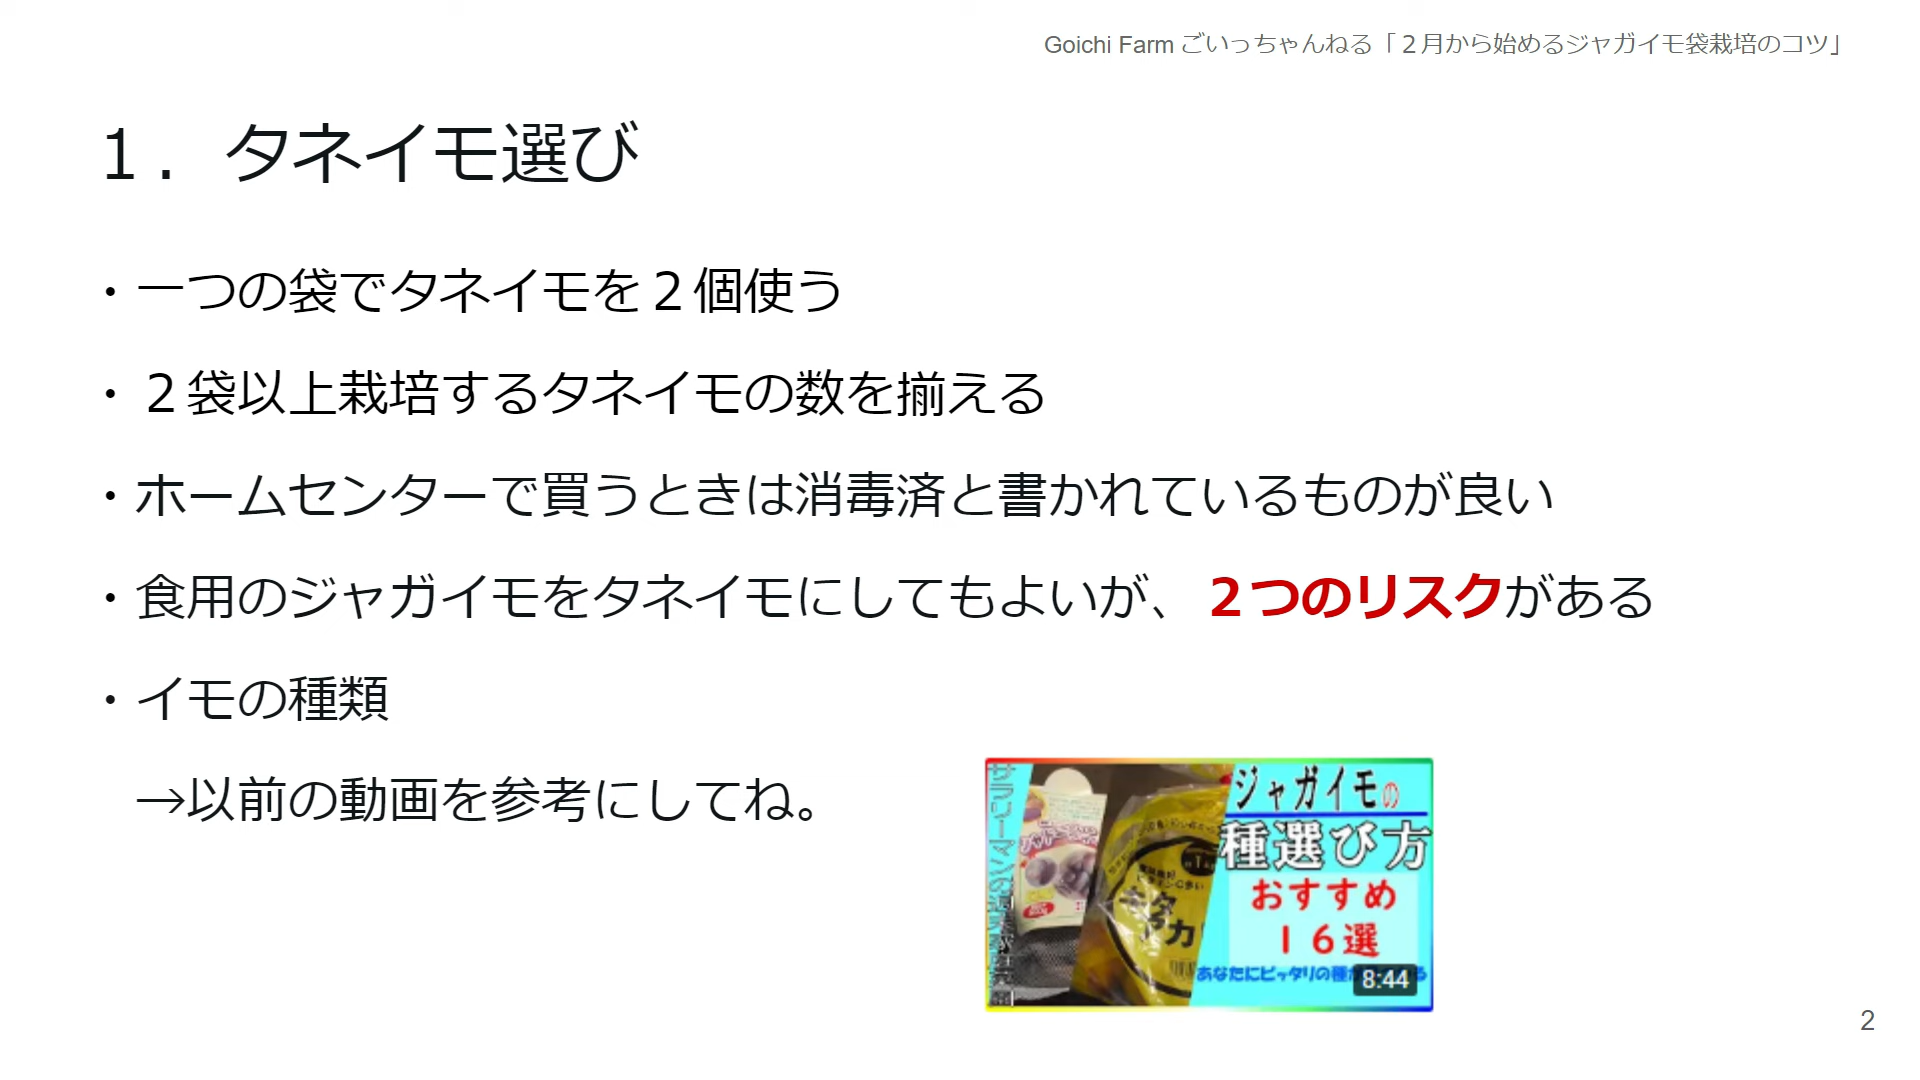 Goichi Farm ごいっちゃんねる「２月から始めるジャガイモ袋栽培のコツ」
１．タネイモ選び
・一つの袋でタネイモを２個使う
・２袋以上栽培するタネイモの数を揃える
・ホームセンターで買うときは消毒済と書かれているものが良い
・食用のジャガイモをタネイモにしてもよいが、２つのリスクがある
・イモの種類
→以前の動画を参考にしてね。
ジャガイモの
種選び方
おすすめ
１６選
あなたにピッタリの種
8:44
2